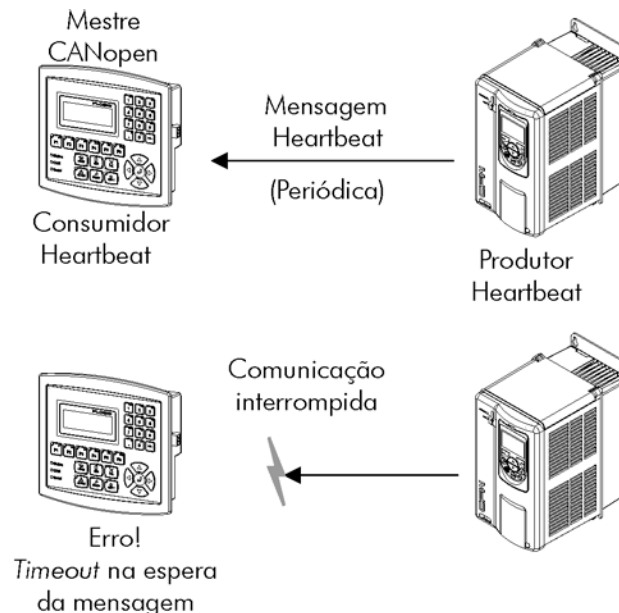 Mestre
CANopen
Mensagem
Heartbeat
(Periódica)
Consumidor
Heartbeat
Produtor
Heartbeat
Comunicação
interrompida
Erro!
Timeout na espera
da mensagem